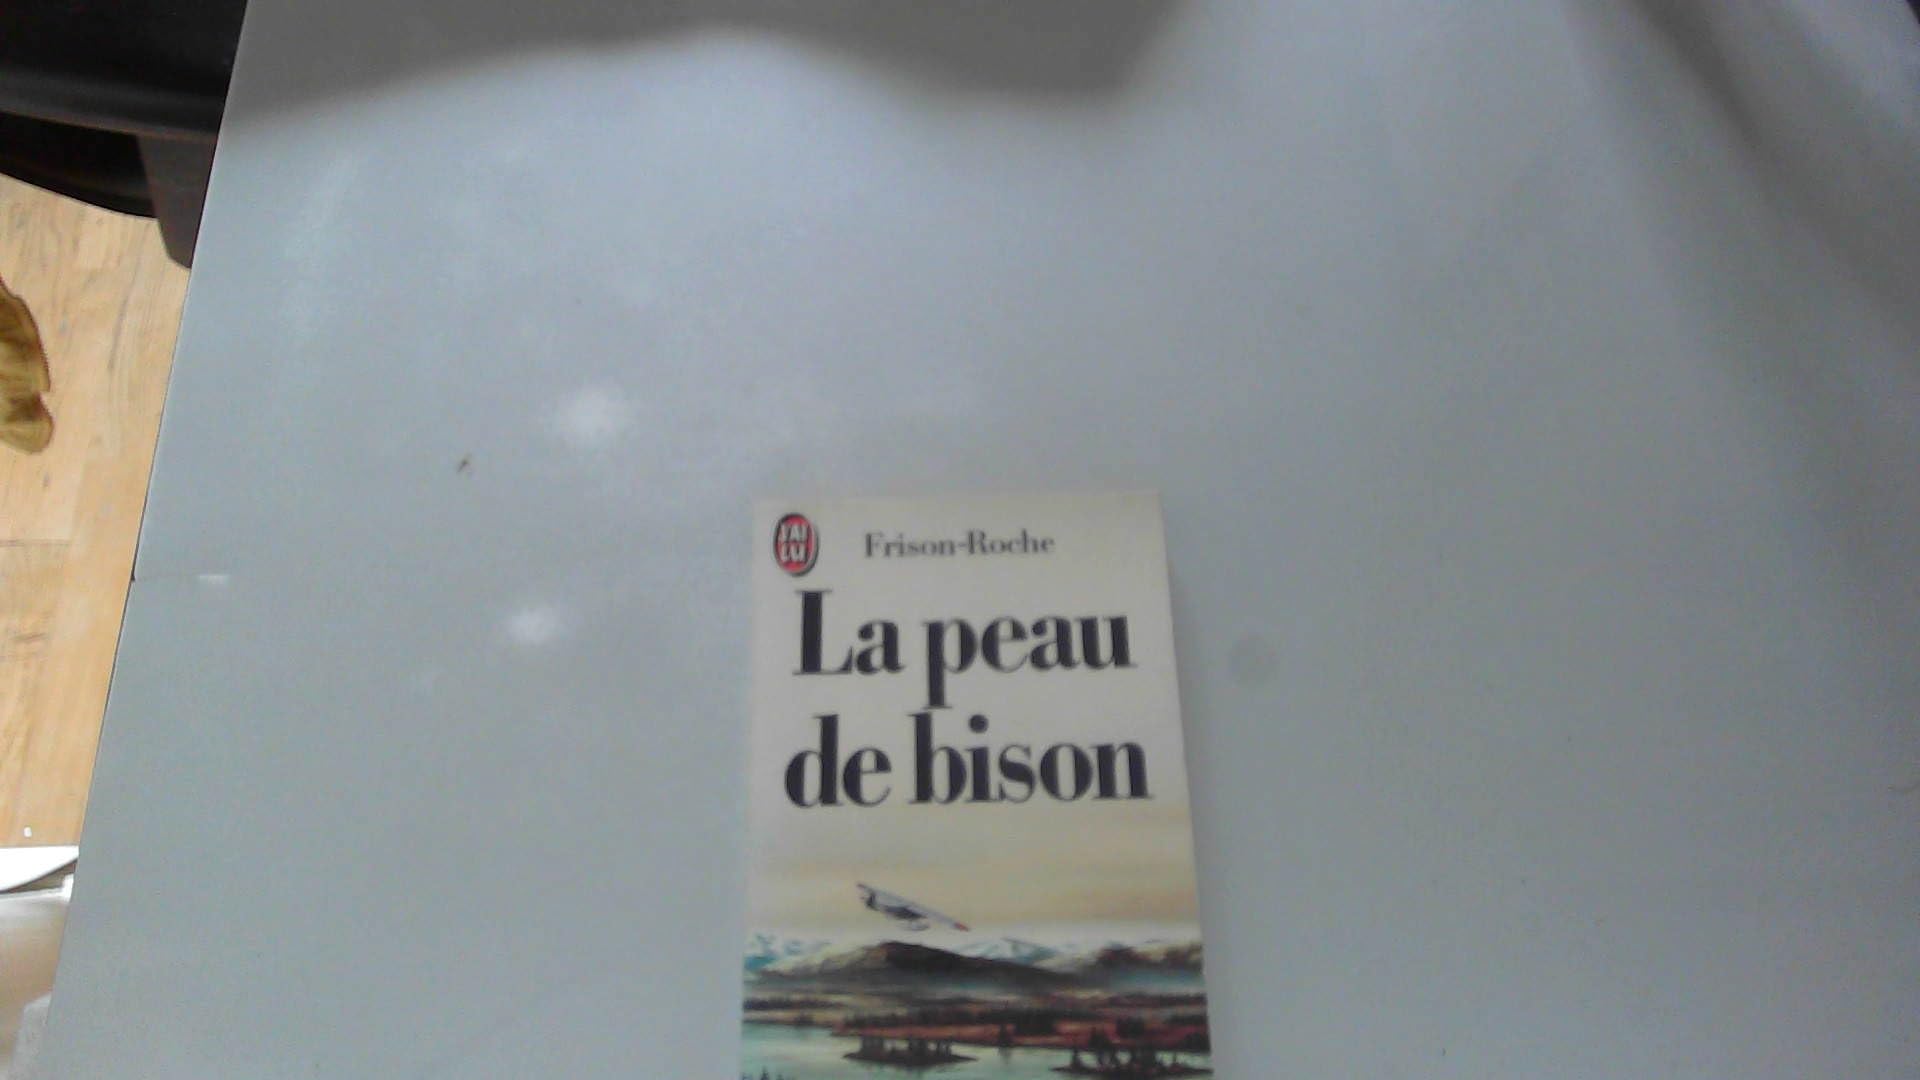 J'AI
LU
Frison-Roche
La peau
de bison